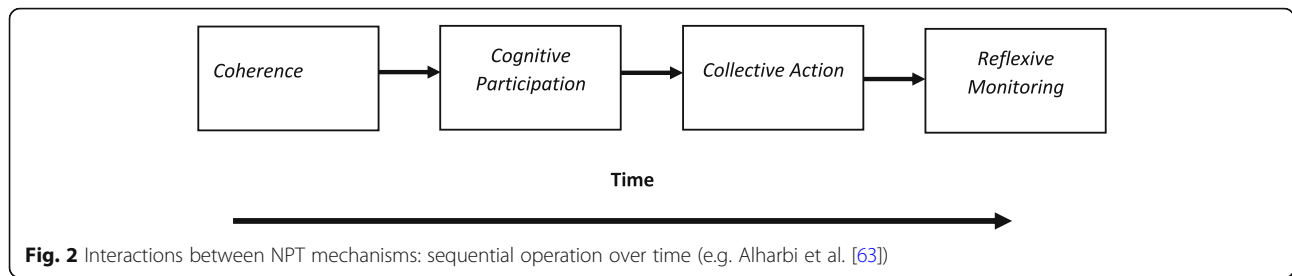 Coherence
Cognitive
Participation
Collective Action
Reflexive
Monitoring
Time
Fig. 2 Interactions between NPT mechanisms: sequential operation over time (e.g. Alharbi et al. [63])